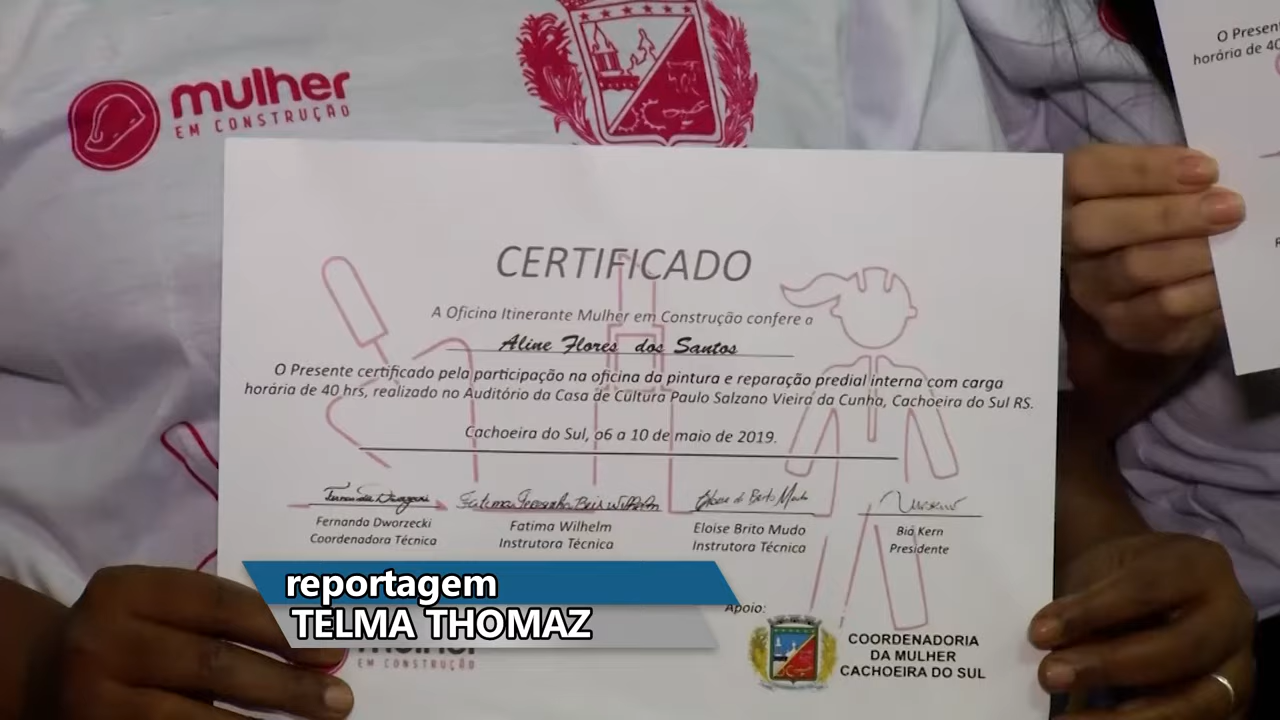 mulher
EM CONSTRUÇÃO
O Presen
horária de 40
CERTIFICADO
A Oficina Itinerante Mulher em Construção confere a
Aline Flores dos Santos
O Presente certificado pela participação na oficina da pintura e reparação predial interna com carga
horária de 40 hrs, realizado no Auditório da Casa de Cultura Paulo Salzano Vieira da Cunha, Cachoeira do Sul RS.
Cachoeira do Sul, o6 a 10 de maio de 2019.
Fernanda Dworzecki
Coordenadora Técnica
Fatima Wilhelm
Instrutora Técnica
Eloise Brito Mudo
Instrutora Técnica
Bia Kern
Presidente
reportagem
TELMA THOMAZ
Apoio:
mulher
EM CONSTRUÇÃO
COORDENADORIA
DA MULHER
CACHOEIRA DO SUL